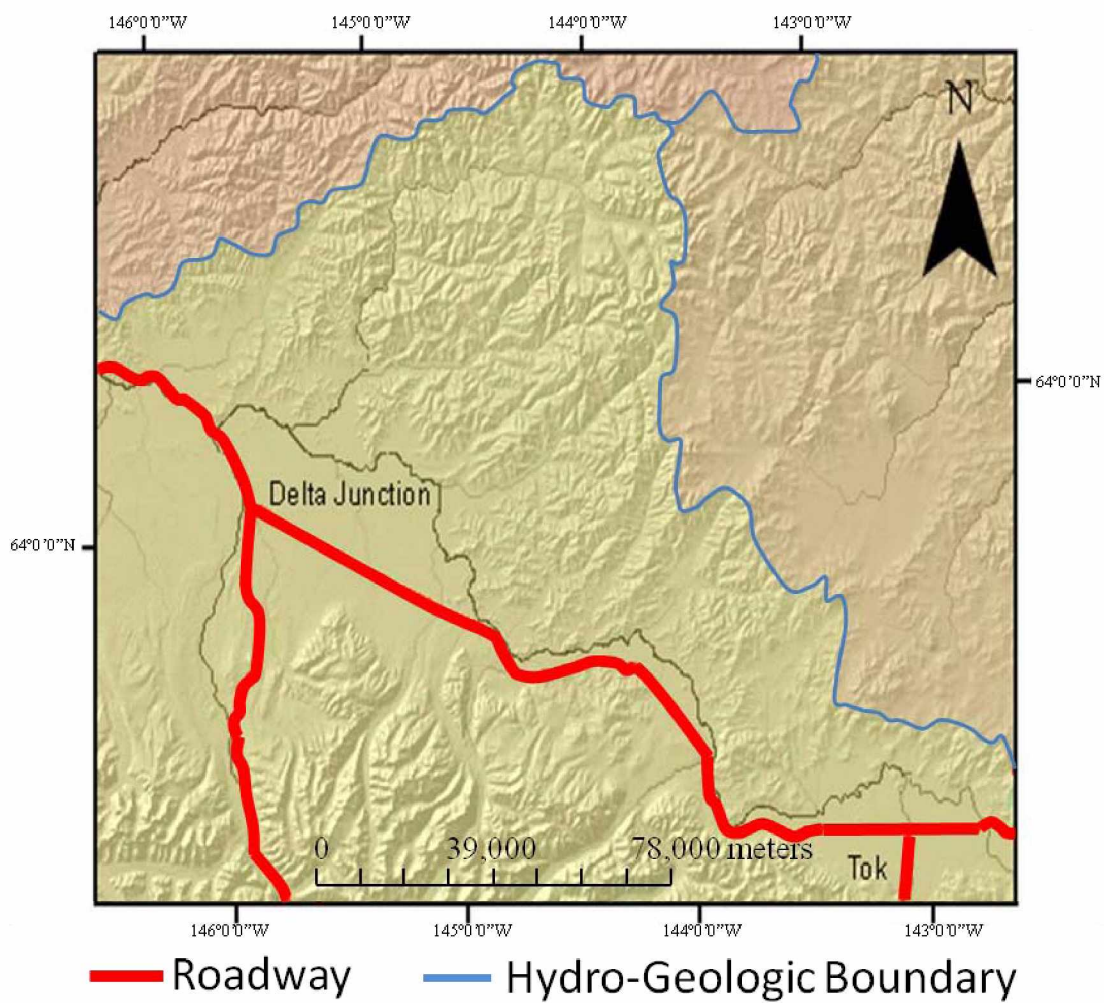 146°0'0"W 145°0'0"W 144°0'0"W 143°0'0"W
N
64°0'0"N
Delta Junction
64°0'0"N
0 39,000 78,000 meters
Tok
146°0'0"W 145°0'0"W 144°0'0"W 143°0'0"W
Roadway Hydro-Geologic Boundary